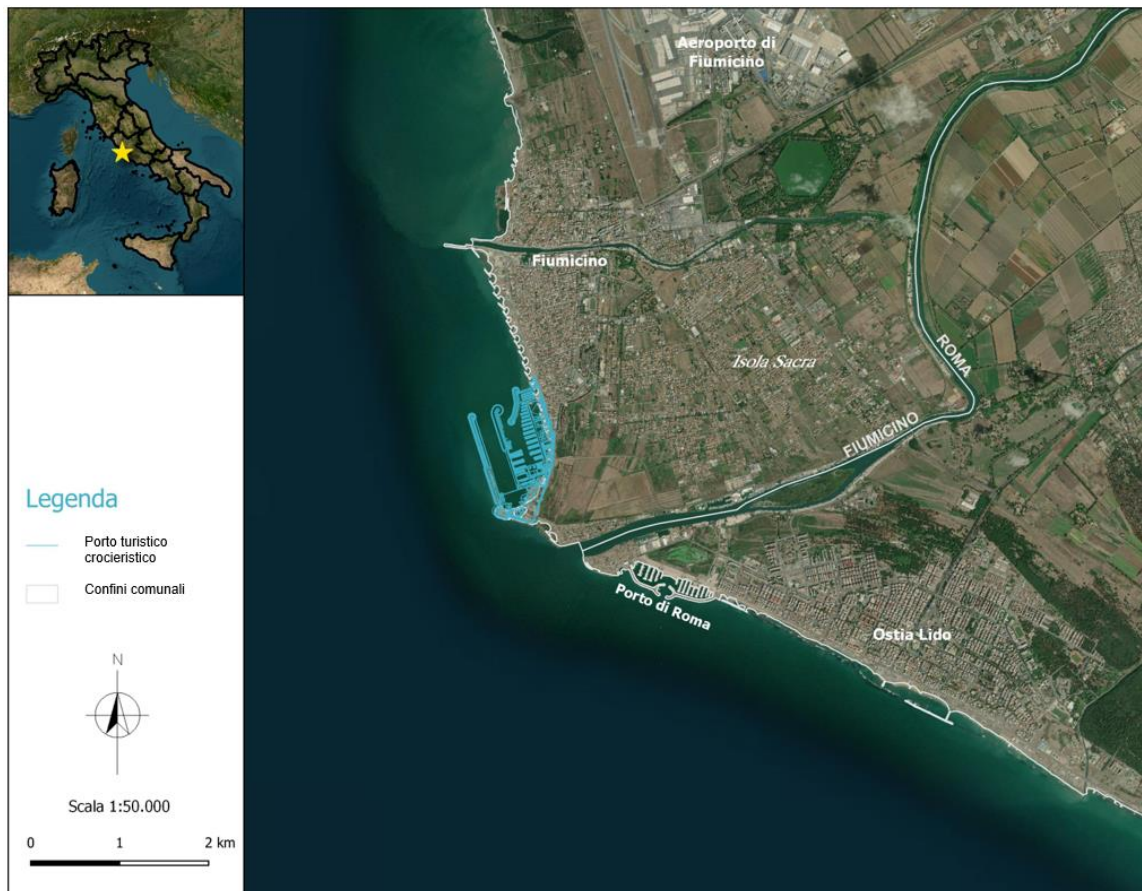 Aeroporto di
Fiumicino
Fiumicino
Isola Sacra
ROMA
FIUMICINO
Porto di Roma
Ostia Lido
Legenda
Porto turistico
crocieristico
Confini comunali
N
Scala 1:50.000
0 1 2 km